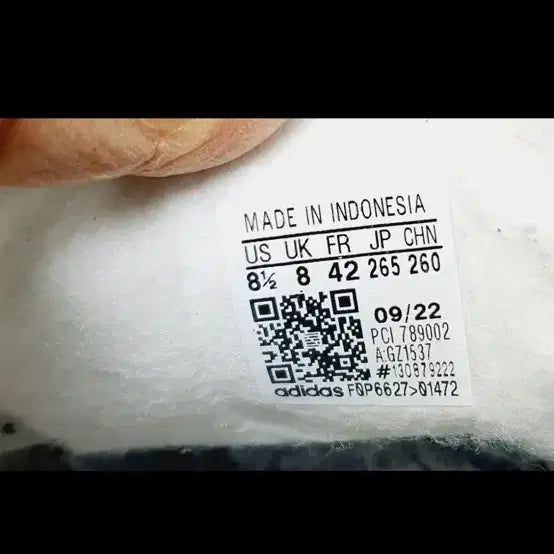 MADE IN INDONESIA
US UK FR JP CHN
8½ 8 42 265 260
09/22
PCI 789002
A:GZ1537
#130879222
adidas F0P6627>01472